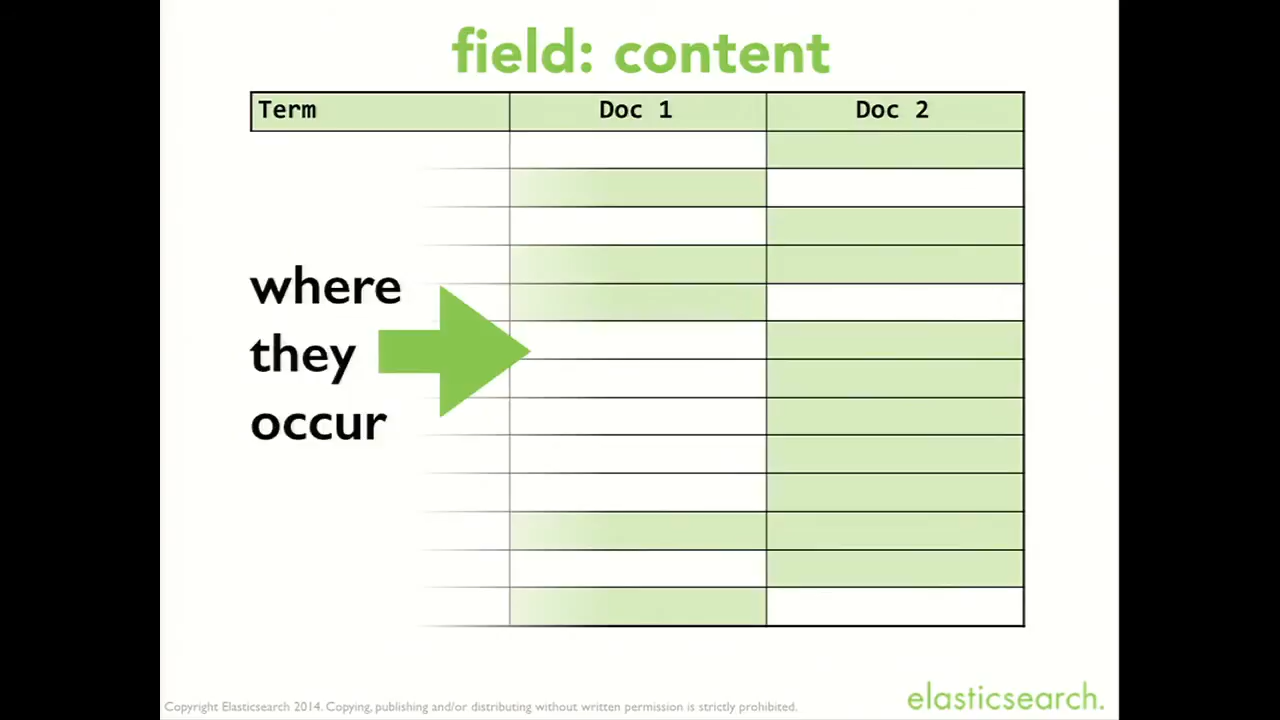 field: content
Term Doc 1 Doc 2
where
they
occur
Copyright Elasticsearch 2014. Copying, publishing and/or distributing without written permission is strictly prohibited.
elasticsearch.